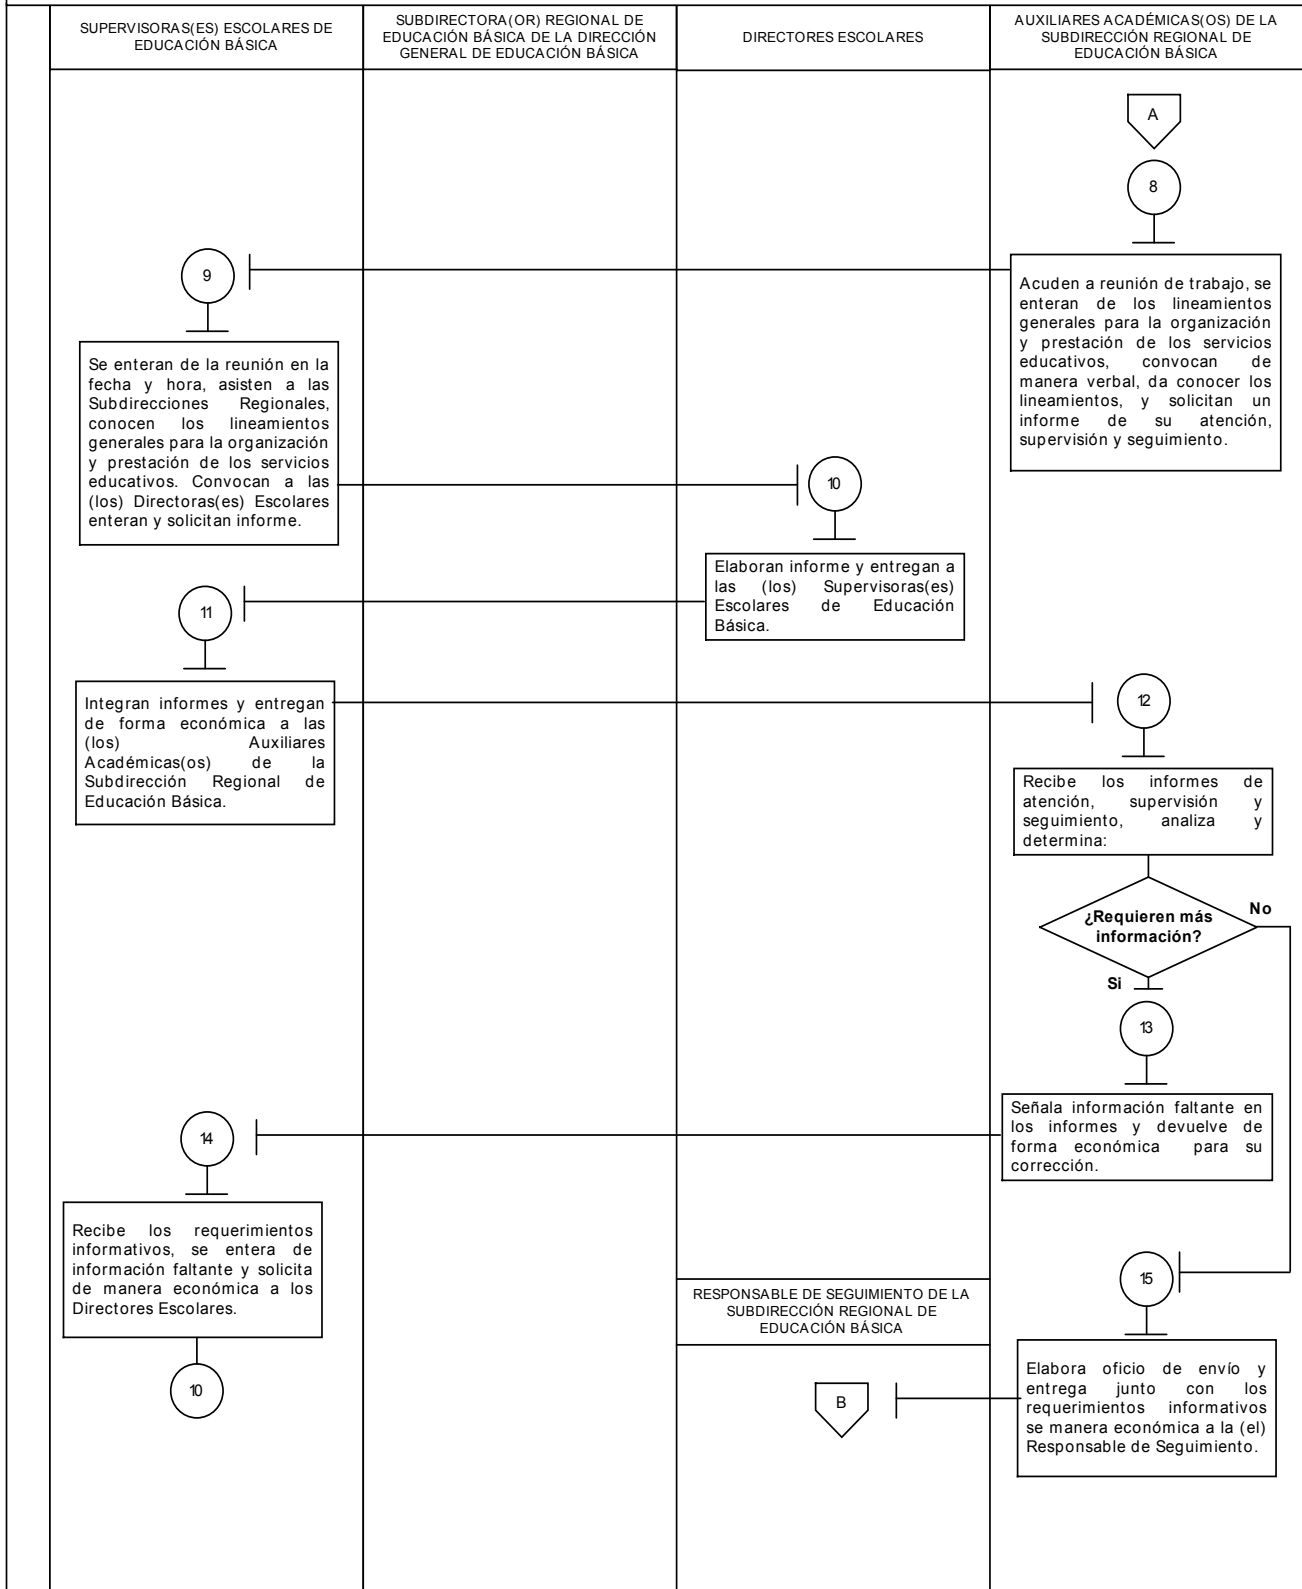 SUPERVISORAS(ES) ESCOLARES DE
EDUCACIÓN BÁSICA
SUBDIRECTORA(OR) REGIONAL DE
EDUCACIÓN BÁSICA DE LA DIRECCIÓN
GENERAL DE EDUCACIÓN BÁSICA
DIRECTORES ESCOLARES
AUXILIARES ACADÉMICAS(OS) DE LA
SUBDIRECCIÓN REGIONAL DE
EDUCACIÓN BÁSICA
A
8
Acuden a reunión de trabajo, se
enteran de los lineamientos
generales para la organización
y prestación de los servicios
educativos, convocan de
manera verbal, da conocer los
lineamientos, y solicitan un
informe de su atención,
supervisión y seguimiento.
9
Se enteran de la reunión en la
fecha y hora, asisten a las
Subdirecciones Regionales,
conocen los lineamientos
generales para la organización
y prestación de los servicios
educativos. Convocan a las
(los) Directoras(es) Escolares
enteran y solicitan informe.
10
Elaboran informe y entregan a
las (los) Supervisoras(es)
Escolares de Educación
Básica.
11
Integran informes y entregan
de forma económica a las
(los) Auxiliares
Académicas(os) de la
Subdirección Regional de
Educación Básica.
12
Recibe los informes de
atención, supervisión y
seguimiento, analiza y
determina:
¿Requieren más
información?
No
Si
13
Señala información faltante en
los informes y devuelve de
forma económica para su
corrección.
14
Recibe los requerimientos
informativos, se entera de
información faltante y solicita
de manera económica a los
Directores Escolares.
10
15
Elabora oficio de envío y
entrega junto con los
requerimientos informativos
se manera económica a la (el)
Responsable de Seguimiento.
RESPONSABLE DE SEGUIMIENTO DE LA
SUBDIRECCIÓN REGIONAL DE
EDUCACIÓN BÁSICA
B